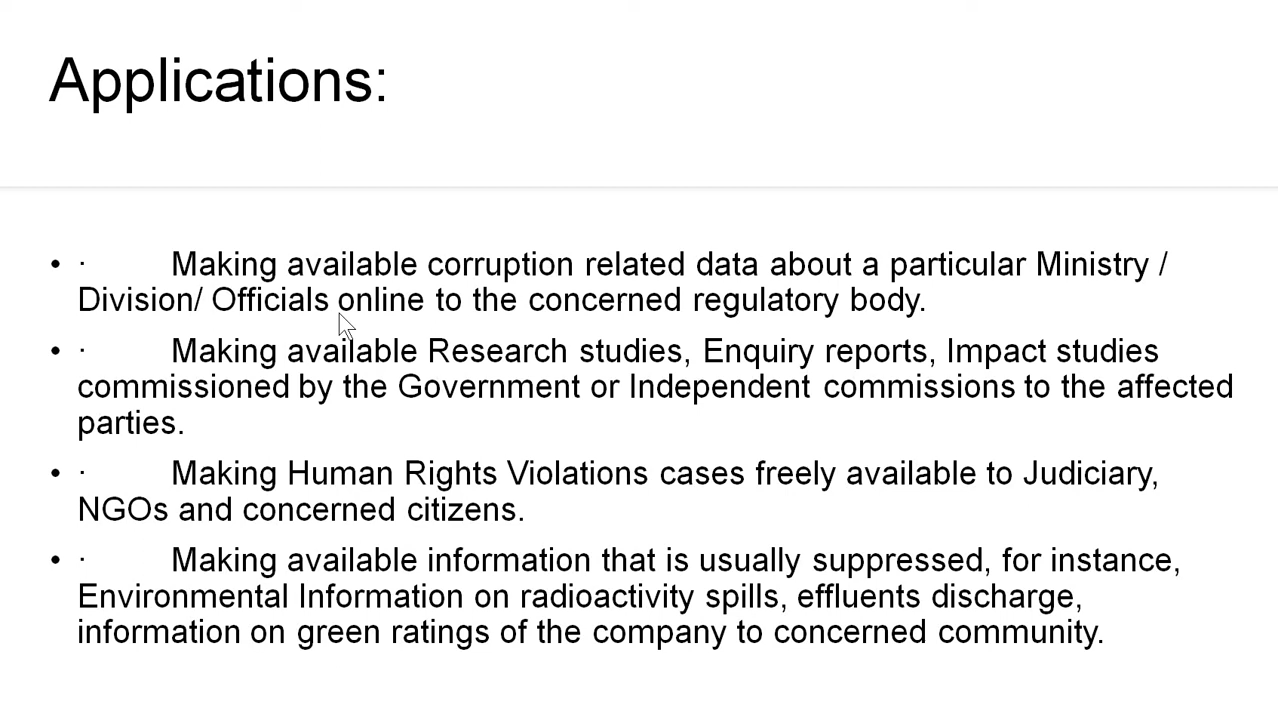 Applications:
• · Making available corruption related data about a particular Ministry /
Division/ Officials online to the concerned regulatory body.
• · Making available Research studies, Enquiry reports, Impact studies
commissioned by the Government or Independent commissions to the affected
parties.
• · Making Human Rights Violations cases freely available to Judiciary,
NGOs and concerned citizens.
• · Making available information that is usually suppressed, for instance,
Environmental Information on radioactivity spills, effluents discharge,
information on green ratings of the company to concerned community.